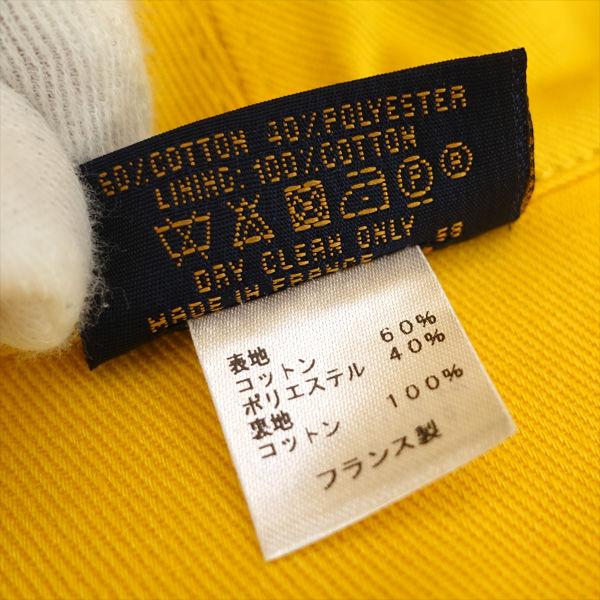 60%COTTON 40%POLYESTER
LINING: 100%COTTON
P R
DRY CLEAN ONLY
MADE IN FRANCE 58
表地
コットン 60%
ポリエステル 40%
裏地
コットン 100%
フランス製